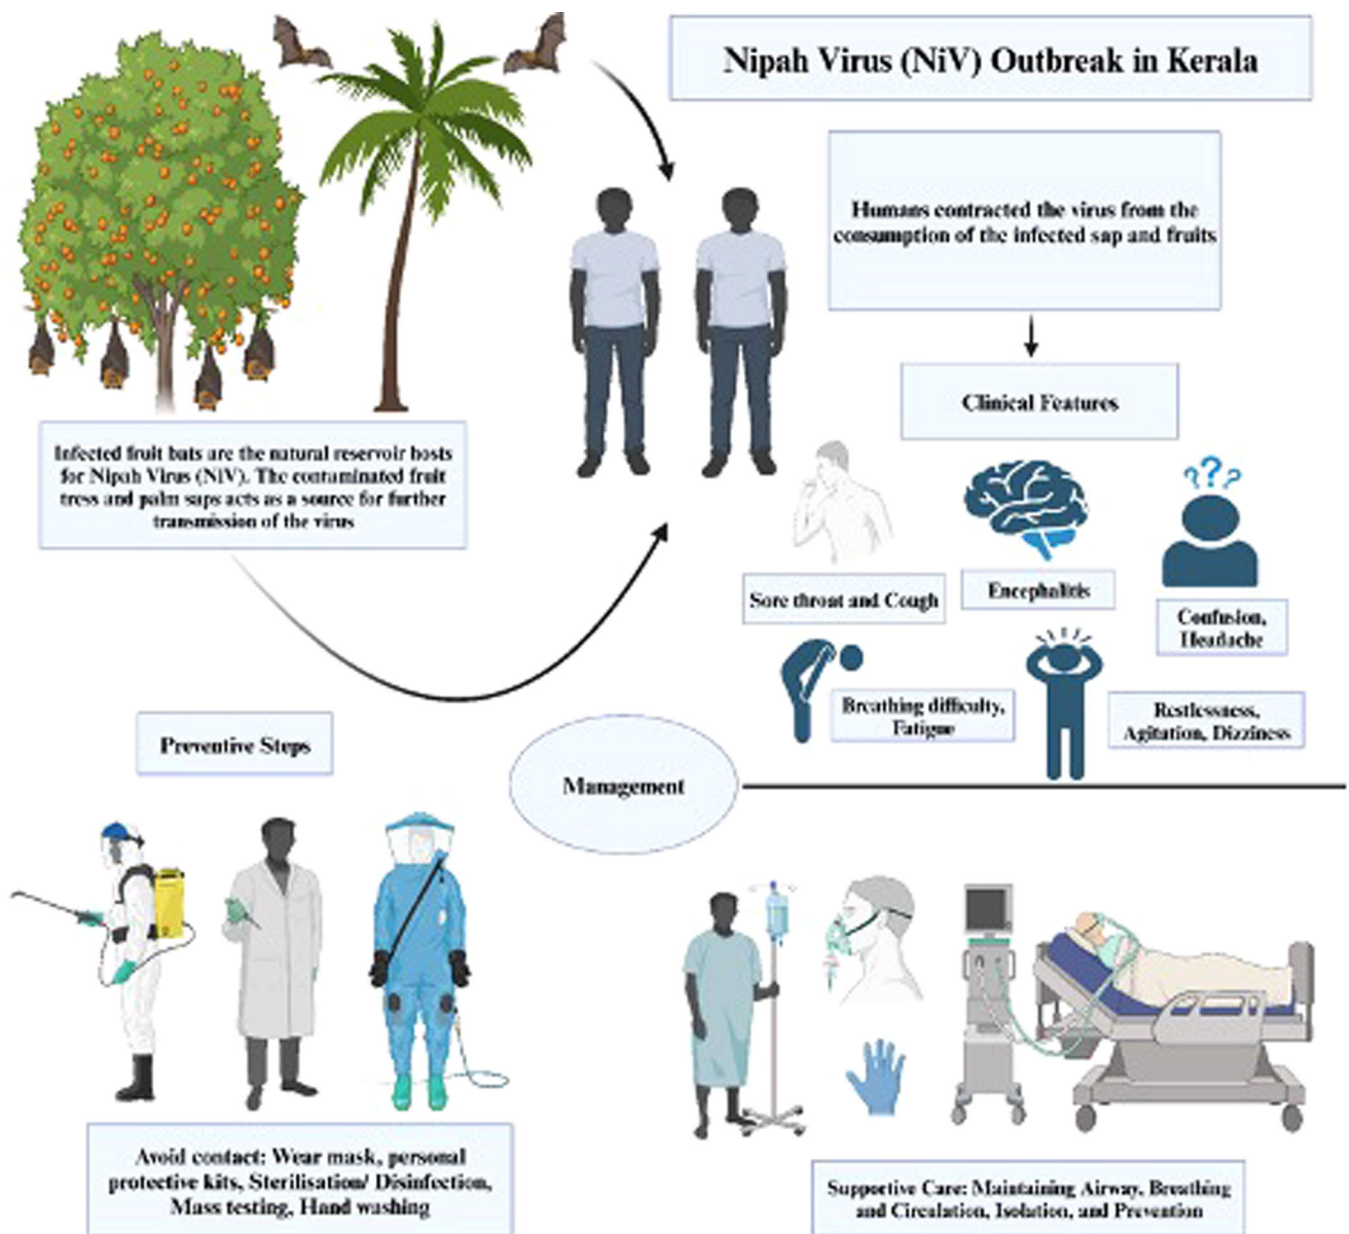 Nipah Virus (NiV) Outbreak in Kerala
Humans contracted the virus from the
consumption of the infected sap and fruits
Clinical Features
Infected fruit bats are the natural reservoir hosts
for Nipah Virus (NiV). The contaminated fruit
tress and palm saps acts as a source for further
transmission of the virus
???
Sore throat and Cough
Encephalitis
Confusion,
Headache
Breathing difficulty,
Fatigue
Restlessness,
Agitation, Dizziness
Preventive Steps
Management
Avoid contact: Wear mask, personal
protective kits, Sterilisation/ Disinfection,
Mass testing, Hand washing
Supportive Care: Maintaining Airway, Breathing
and Circulation, Isolation, and Prevention